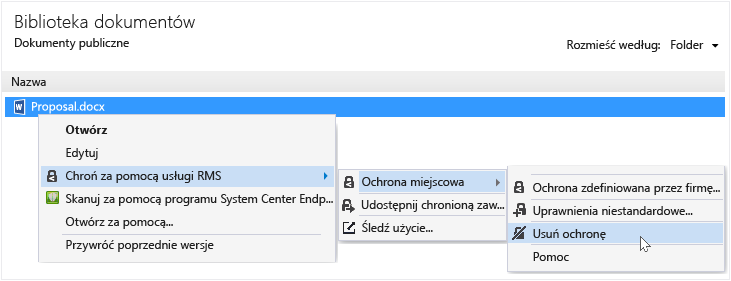 Biblioteka dokumentów
Dokumenty publiczne
Rozmieść według: Folder
Nazwa
Proposal.docx
Otwórz
Edytuj
Chroń za pomocą usługi RMS
Skanuj za pomocą programu System Center Endp...
Otwórz za pomocą...
Przywróć poprzednie wersje
Ochrona miejscowa
Udostępnij chronioną zaw...
Śledź użycie...
Ochrona zdefiniowana przez firmę...
Uprawnienia niestandardowe...
Usuń ochronę
Pomoc